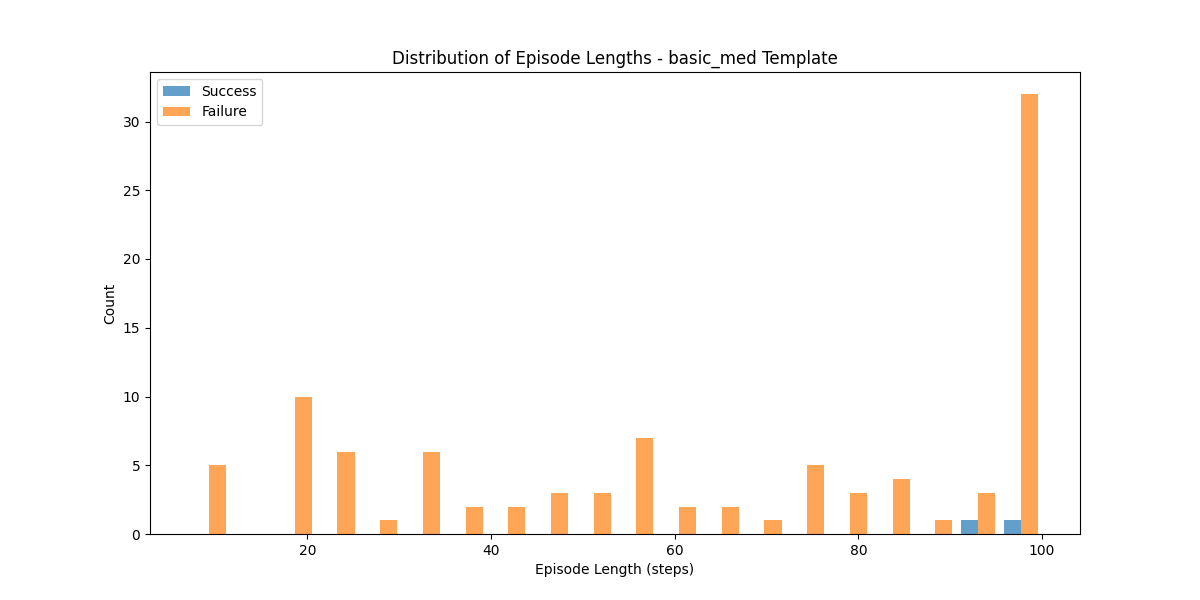 Distribution of Episode Lengths - basic_med Template
Success
Failure
30
25
20
15
10
5
0
Count
20
40
60
80
100
Episode Length (steps)